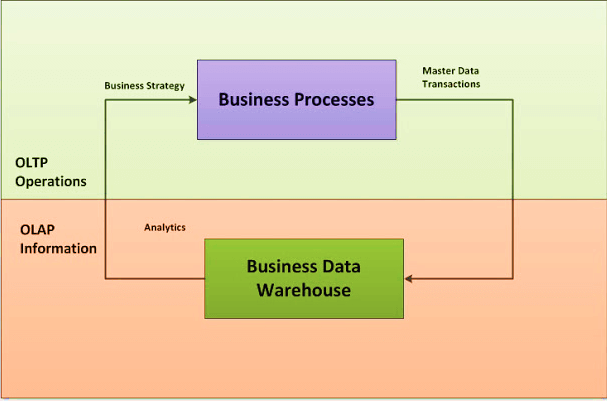 Business Strategy
Business Processes
Master Data
Transactions
OLTP
Operations
OLAP
Information
Analytics
Business Data
Warehouse